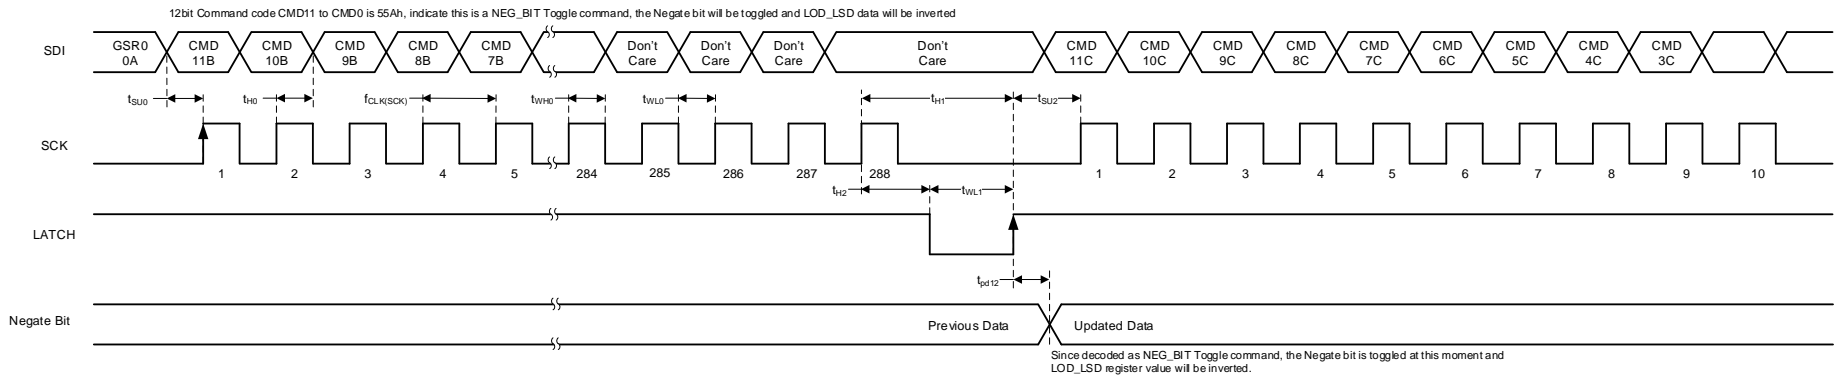 12bit Command code CMD11 to CMD0 is 55Ah, indicate this is a NEG_BIT Toggle command, the Negate bit will be toggled and LOD_LSD data will be inverted
SDI
GSR0 0A
CMD 11B
CMD 10B
CMD 9B
CMD 8B
CMD 7B
Don't Care
Don't Care
Don't Care
Don't Care
CMD 11C
CMD 10C
CMD 9C
CMD 8C
CMD 7C
CMD 6C
CMD 5C
CMD 4C
CMD 3C
tSU0
tH0
fCLK(SCK)
tWH0
tWL0
tH1
tSU2
SCK
1 2 3 4 5 284 285 286 287 288 1 2 3 4 5 6 7 8 9 10
tH2
tWL1
LATCH
tpd12
Negate Bit
Previous Data
Updated Data
Since decoded as NEG_BIT Toggle command, the Negate bit is toggled at this moment and
LOD_LSD register value will be inverted.